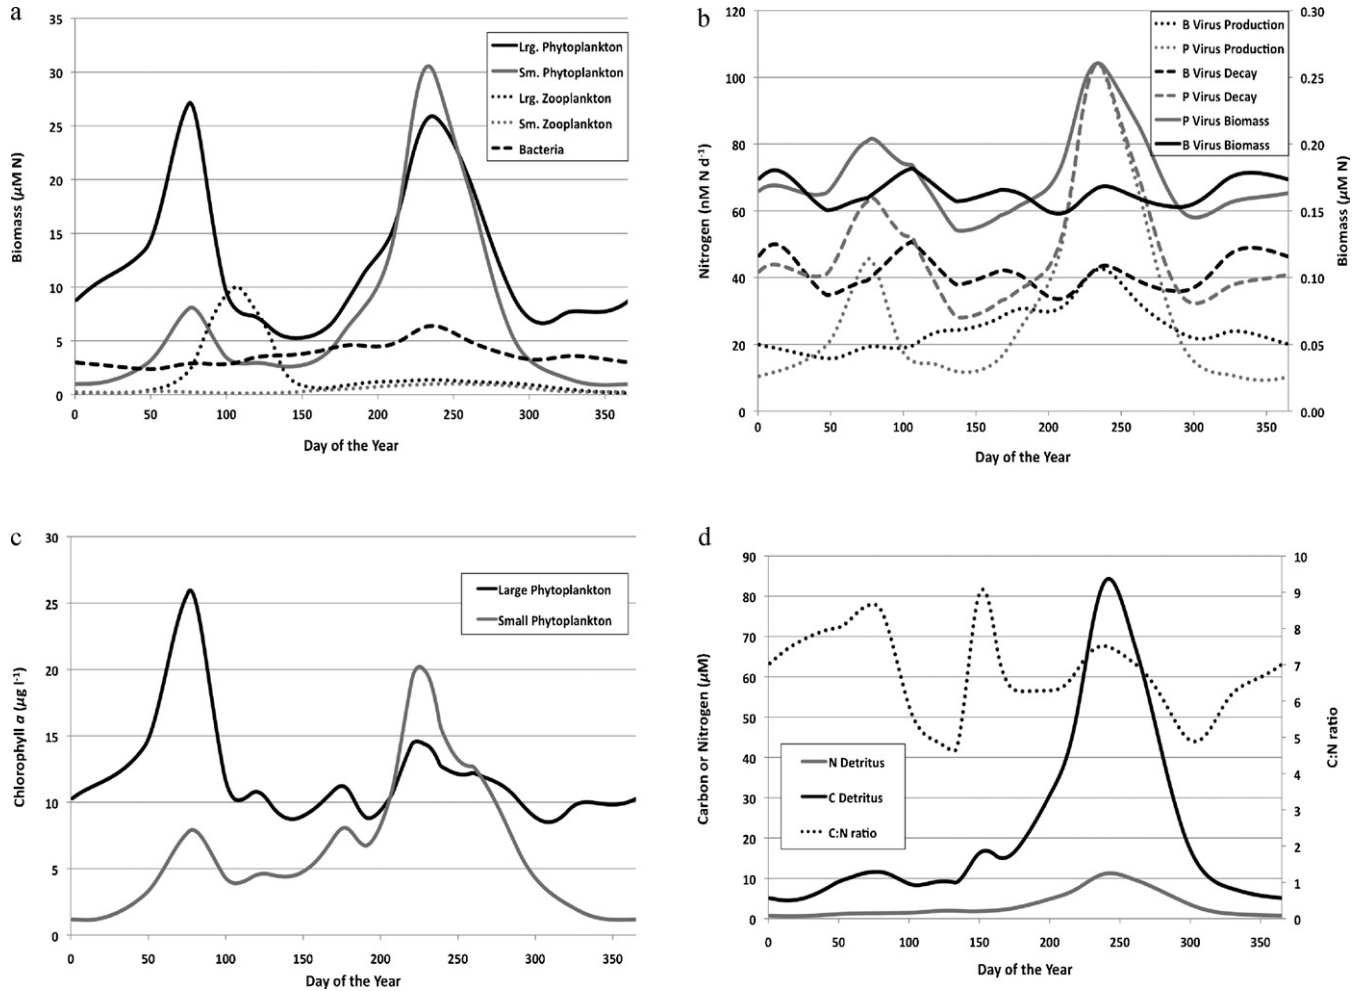 a
35
30
25
20
15
10
5
0
Biomass (μM N)
Lrg. Phytoplankton
Sm. Phytoplankton
Lrg. Zooplankton
Sm. Zooplankton
Bacteria
0 50 100 150 200 250 300 350
Day of the Year
b
120
100
80
60
40
20
0
Nitrogen (nM N d-1)
B Virus Production
P Virus Production
B Virus Decay
P Virus Decay
P Virus Biomass
B Virus Biomass
0.30
0.25
0.20
0.15
0.10
0.05
0.00
Biomass (μM N)
0 50 100 150 200 250 300 350
Day of the Year
c
30
25
20
15
10
5
0
Chlorophyll a (μg l-1)
Large Phytoplankton
Small Phytoplankton
0 50 100 150 200 250 300 350
Day of the Year
d
90
80
70
60
50
40
30
20
10
0
Carbon or Nitrogen (μM)
N Detritus
C Detritus
C:N ratio
10
9
8
7
6
5
4
3
2
1
0
C:N ratio
0 50 100 150 200 250 300 350
Day of the Year